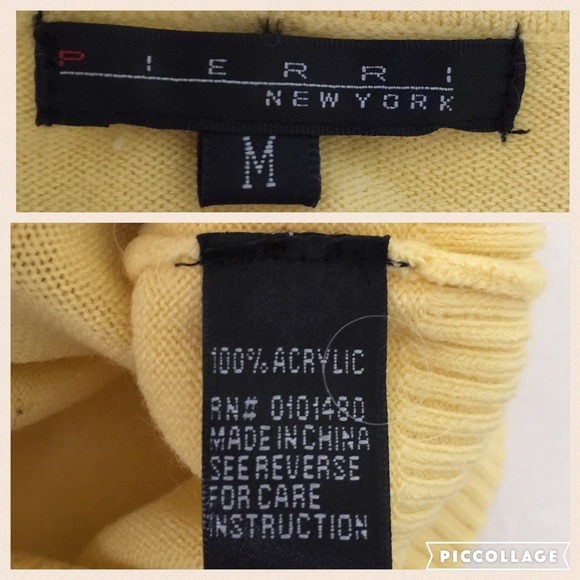 PIERRI
NEW YORK
M
100% ACRYLIC
RN# 0101480
MADE IN CHINA
SEE REVERSE
FOR CARE
INSTRUCTION
PICCOLLAGE